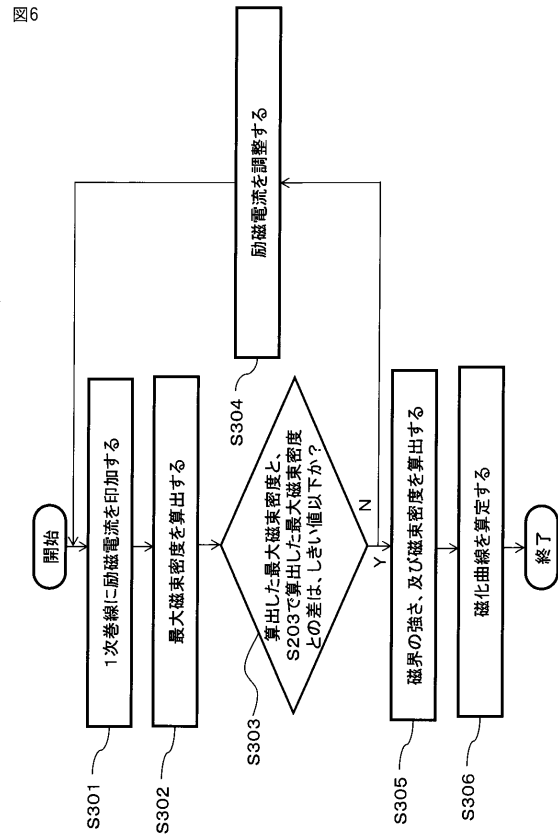 図6
開始
1次巻線に励磁電流を印加する
S301
最大磁束密度を算出する
S302
算出した最大磁束密度と、
S203で算出した最大磁束密度
との差は、しきい値以下か?
S303
N
Y
励磁電流を調整する
S304
磁界の強さ、及び磁束密度を算出する
S305
磁化曲線を算定する
S306
終了